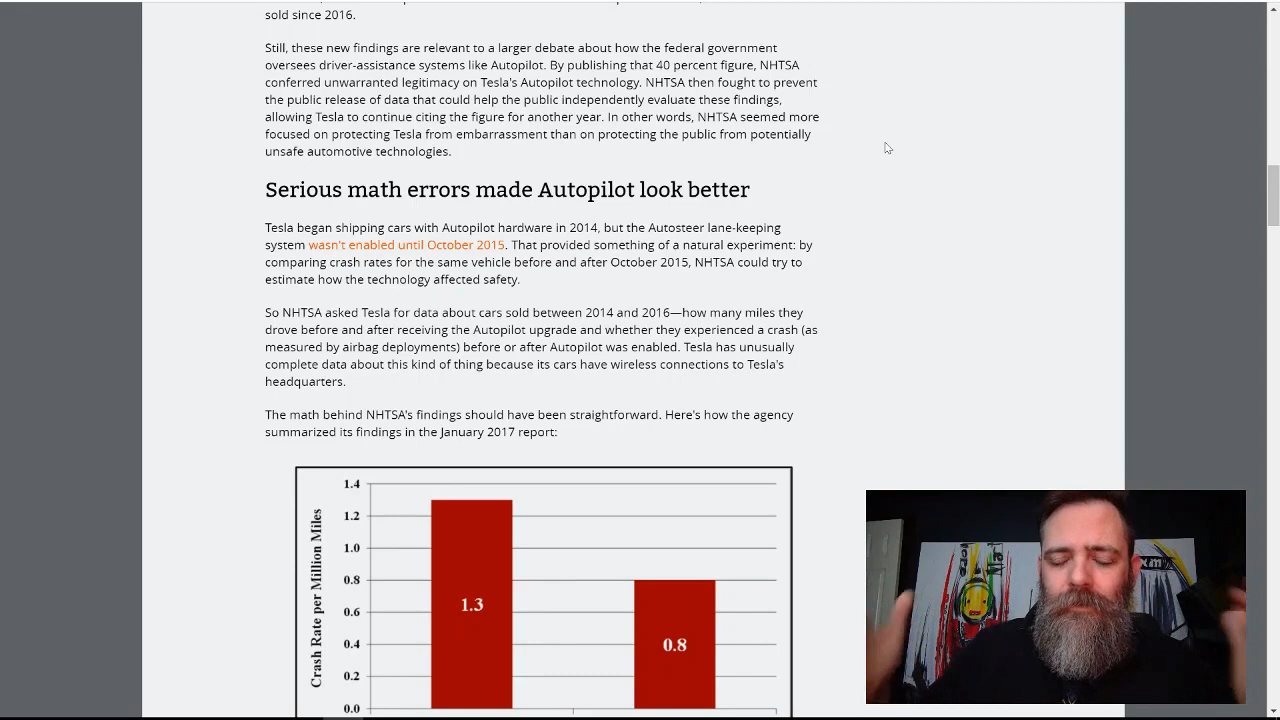 sold since 2016.
Still, these new findings are relevant to a larger debate about how the federal government
oversees driver-assistance systems like Autopilot. By publishing that 40 percent figure, NHTSA
conferred unwarranted legitimacy on Tesla's Autopilot technology. NHTSA then fought to prevent
the public release of data that could help the public independently evaluate these findings,
allowing Tesla to continue citing the figure for another year. In other words, NHTSA seemed more
focused on protecting Tesla from embarrassment than on protecting the public from potentially
unsafe automotive technologies.
Serious math errors made Autopilot look better
Tesla began shipping cars with Autopilot hardware in 2014, but the Autosteer lane-keeping
system wasn't enabled until October 2015. That provided something of a natural experiment: by
comparing crash rates for the same vehicle before and after October 2015, NHTSA could try to
estimate how the technology affected safety.
So NHTSA asked Tesla for data about cars sold between 2014 and 2016—how many miles they
drove before and after receiving the Autopilot upgrade and whether they experienced a crash (as
measured by airbag deployments) before or after Autopilot was enabled. Tesla has unusually
complete data about this kind of thing because its cars have wireless connections to Tesla's
headquarters.
The math behind NHTSA's findings should have been straightforward. Here's how the agency
summarized its findings in the January 2017 report:
Crash Rate per Million Miles
1.4
1.2
1.0
0.8
0.6
0.4
0.2
0.0
1.3
0.8